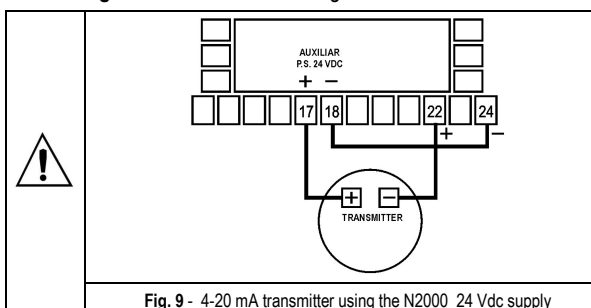 AUXILIAR
P.S. 24 VDC
+ −
17 18 22 24
+ −
+ −
TRANSMITTER
!
Fig. 9 - 4-20 mA transmitter using the N2000 24 Vdc supply